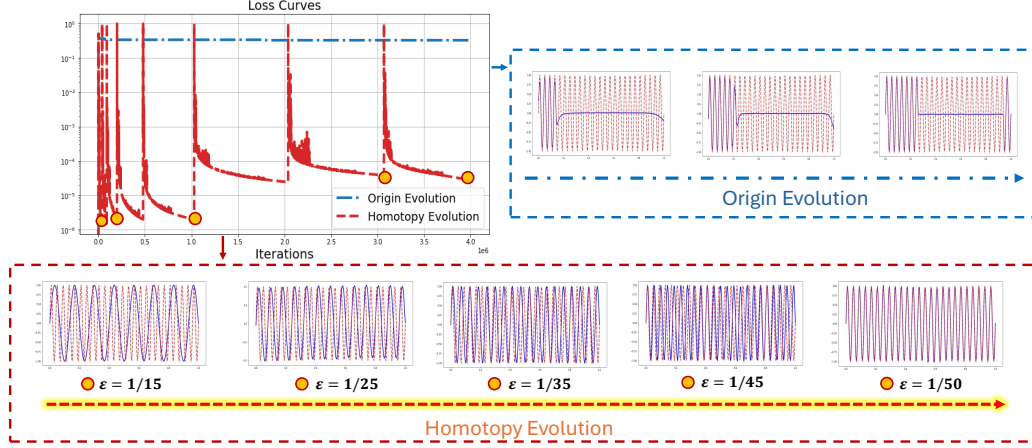 Loss Curves
10⁰
10⁻¹
10⁻²
10⁻³
10⁻⁴
10⁻⁵
10⁻⁶
Origin Evolution
Homotopy Evolution
0.0 0.5 1.0 1.5 2.0 2.5 3.0 3.5 4.0
1e6
Iterations
Origin Evolution
ε = 1/15 ε = 1/25 ε = 1/35 ε = 1/45 ε = 1/50
Homotopy Evolution